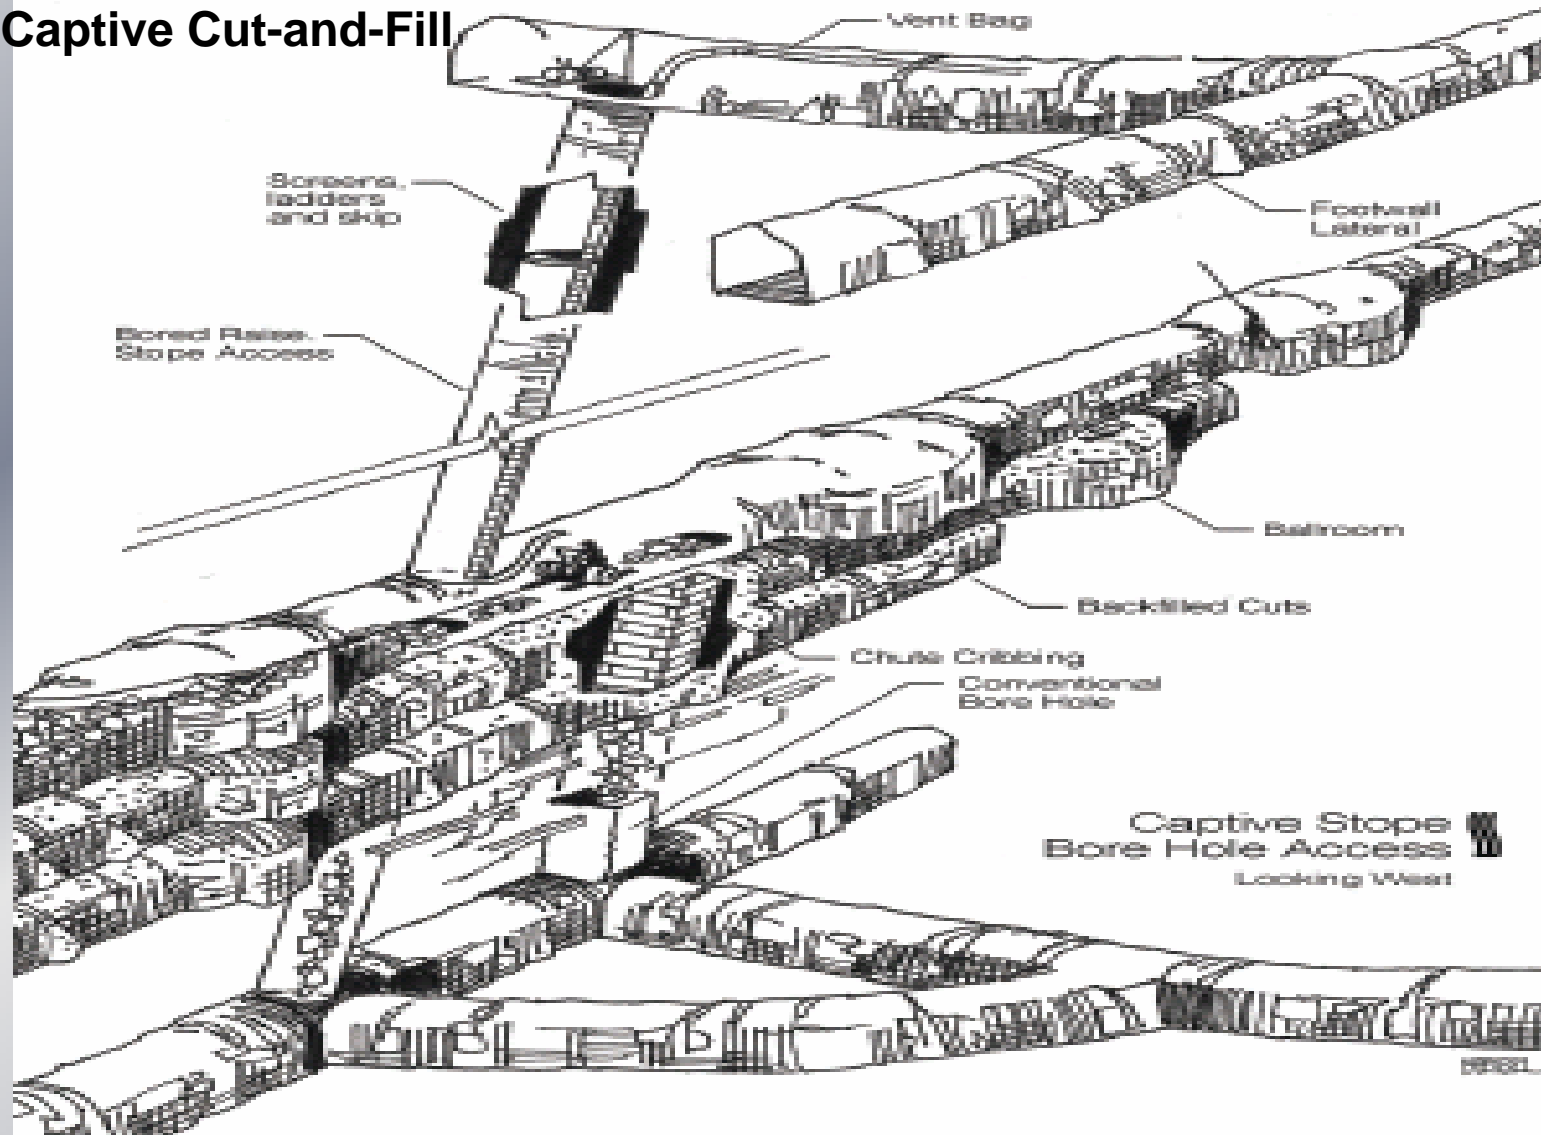 Captive Cut-and-Fill
Vent Bag
Screens,
ladders
and skip
Footwall
Lateral
Bored Raise,
Stope Access
Ballroom
Backfilled Cuts
Chute Cribbing
Conventional
Bore Hole
Captive Stope
Bore Hole Access
Looking West